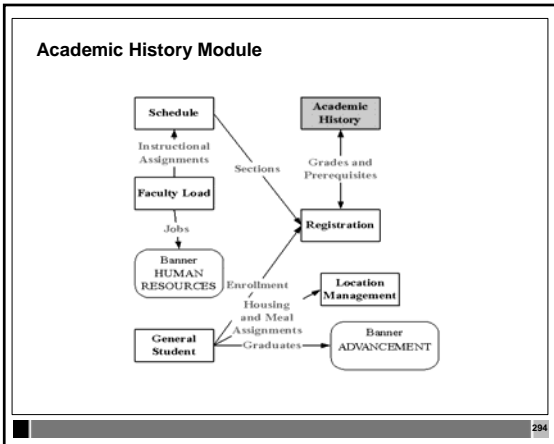 Academic History Module
Schedule
Academic
History
Instructional
Assignments
Sections
Grades and
Prerequisites
Faculty Load
Registration
Jobs
Banner
HUMAN
RESOURCES
Enrollment
Housing
and Meal
Assignments
Location
Management
General
Student
Graduates
Banner
ADVANCEMENT
294